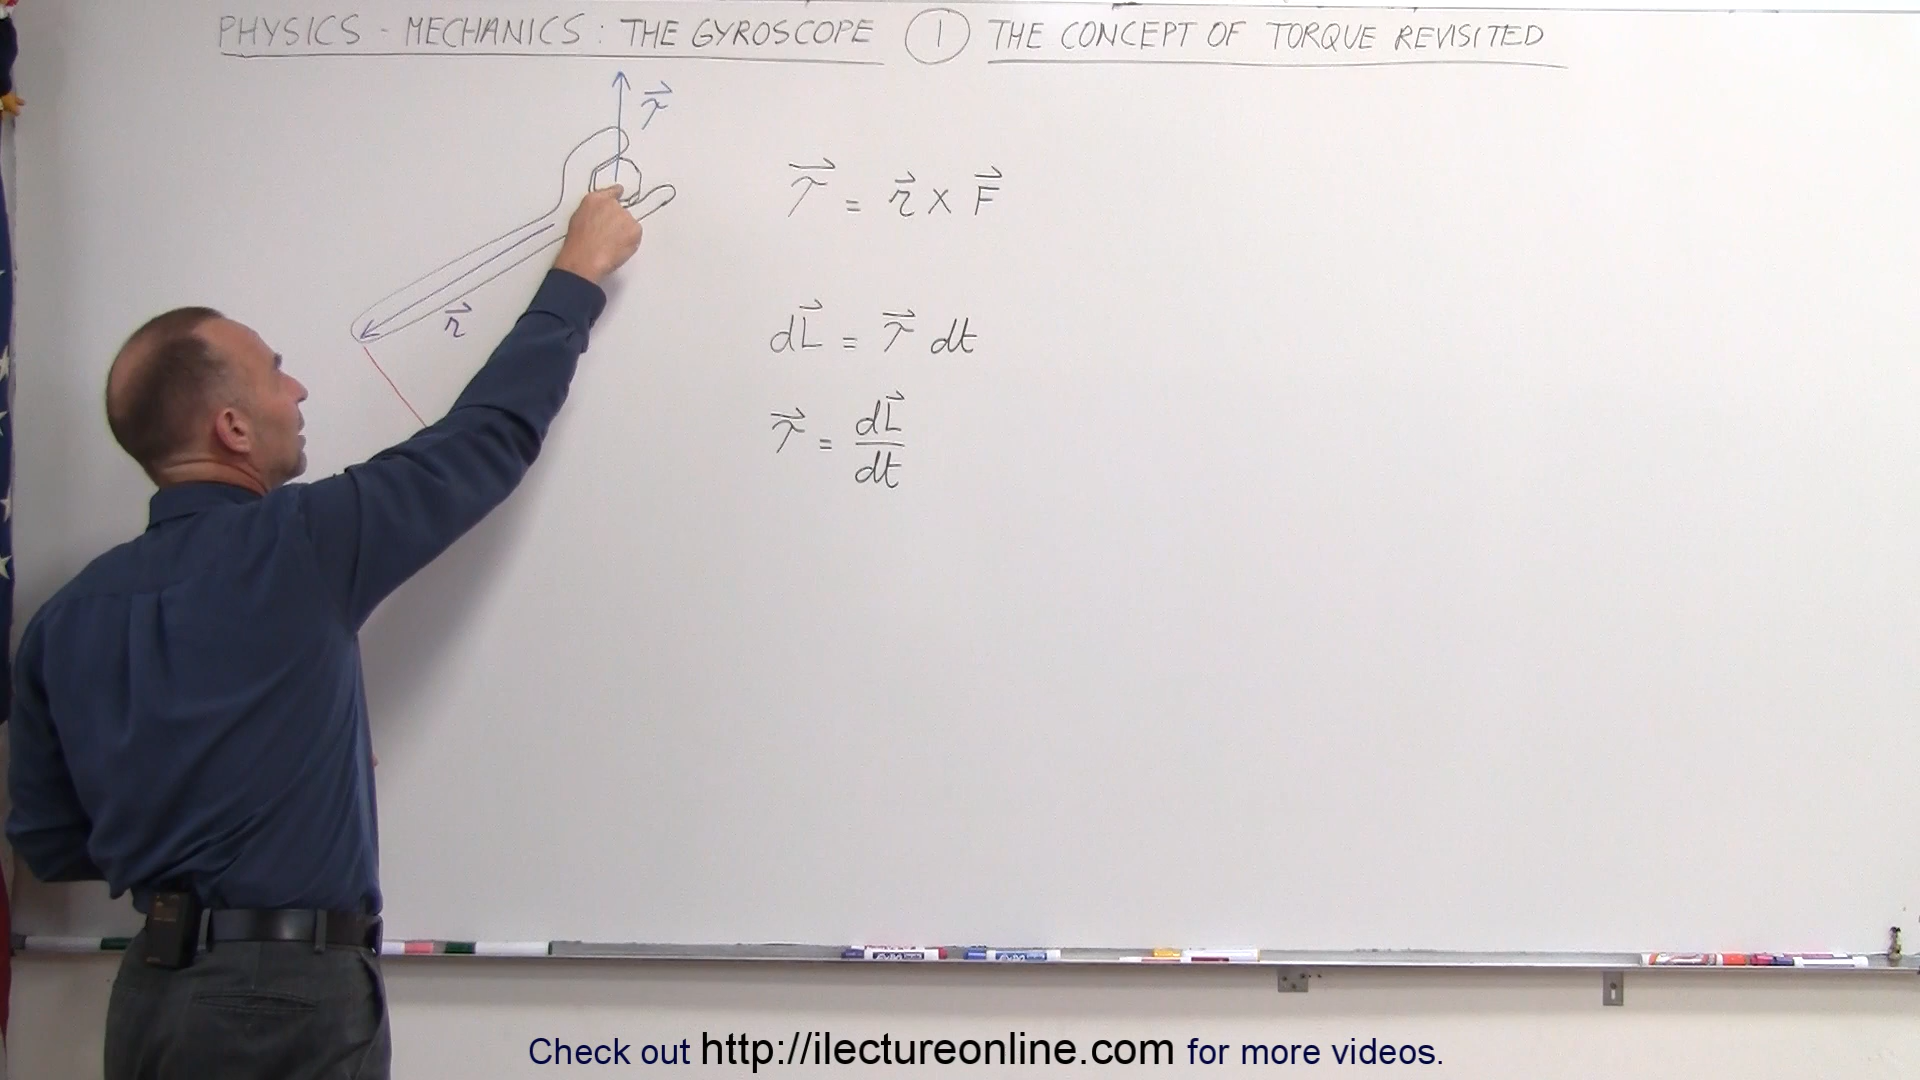 PHYSICS - MECHANICS : THE GYROSCOPE ① THE CONCEPT OF TORQUE REVISITED
τ⃗
τ⃗ = r⃗ × F⃗
r⃗
dL⃗ = τ⃗ dt
τ⃗ = dL⃗
dt
Check out http://ilectureonline.com for more videos.